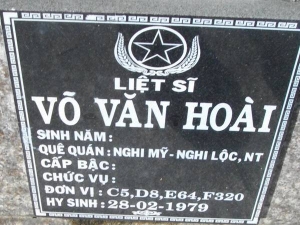 LIỆT SĨ
VÕ VĂN HOÀI
SINH NĂM :
QUÊ QUÁN : NGHI MỸ - NGHI LỘC, NT
CẤP BẬC :
CHỨC VỤ :
ĐƠN VỊ : C5,D8,E64,F320
HY SINH : 28-02-1979